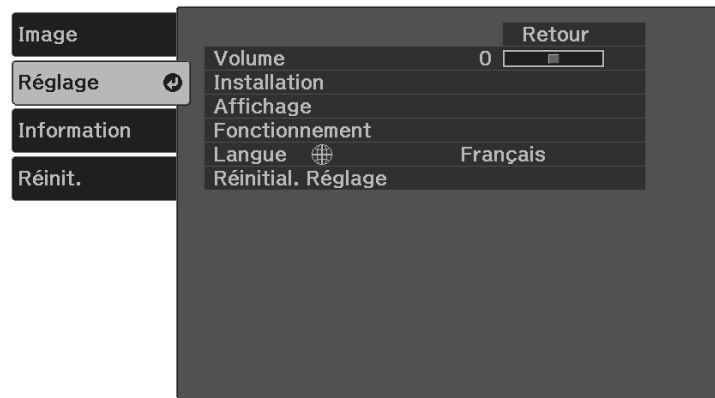 Image
Réglage
Information
Réinit.
Retour
Volume 0
Installation
Affichage
Fonctionnement
Langue Français
Réinitial. Réglage